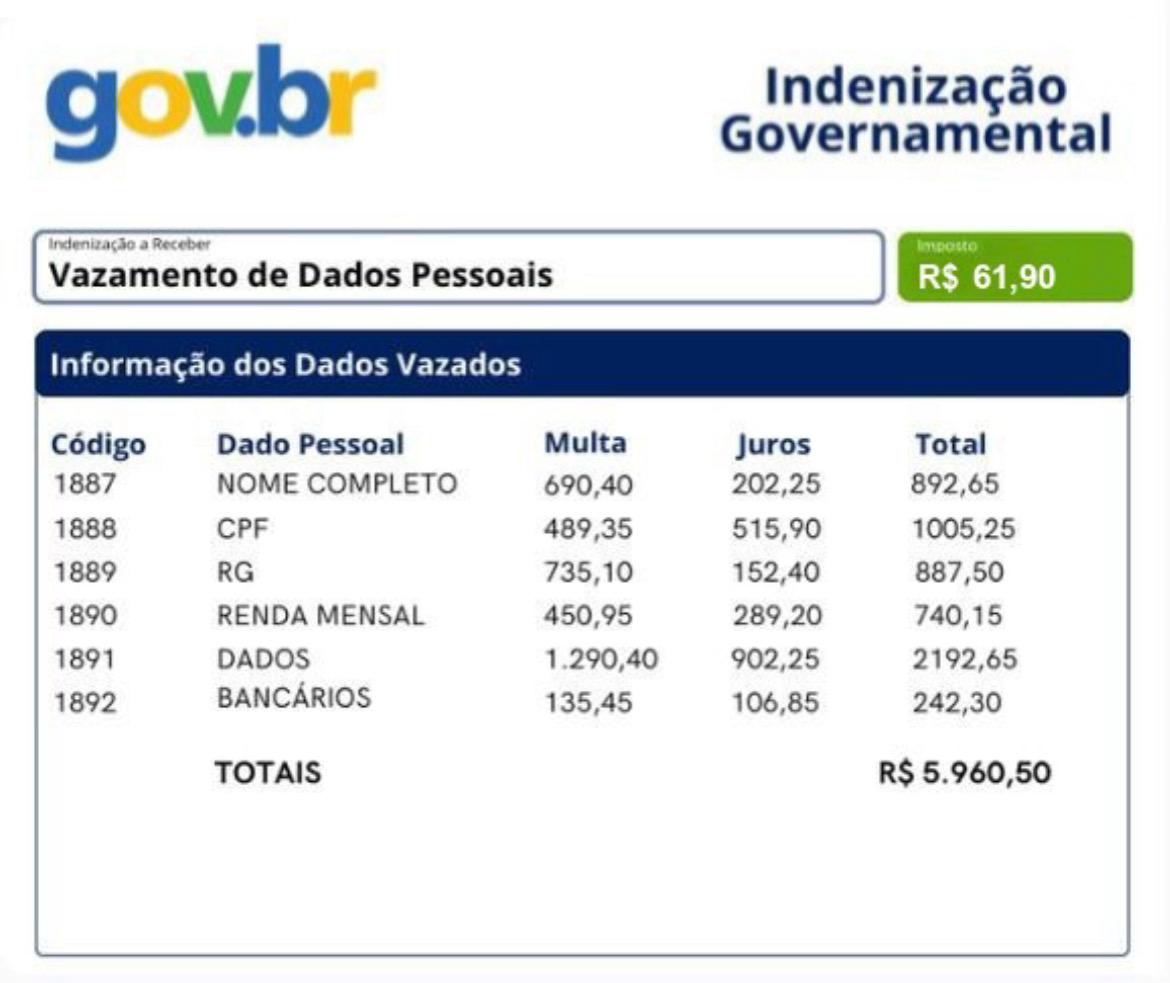 gov.br
Indenização
Governamental
Indenização a Receber
Vazamento de Dados Pessoais
Imposto
R$ 61,90
Informação dos Dados Vazados
Código Dado Pessoal Multa Juros Total
1887 NOME COMPLETO 690,40 202,25 892,65
1888 CPF 489,35 515,90 1005,25
1889 RG 735,10 152,40 887,50
1890 RENDA MENSAL 450,95 289,20 740,15
1891 DADOS 1.290,40 902,25 2192,65
1892 BANCÁRIOS 135,45 106,85 242,30
TOTAIS R$ 5.960,50